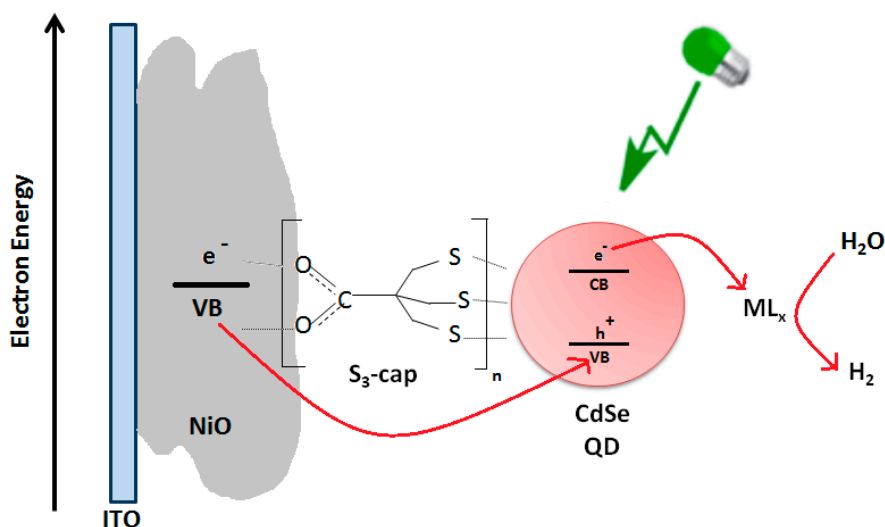 Electron Energy
ITO
e-
VB
NiO
O
O
C
S
S
S
n
S₃-cap
e-
CB
h+
VB
CdSe
QD
MLₓ
H₂O
H₂